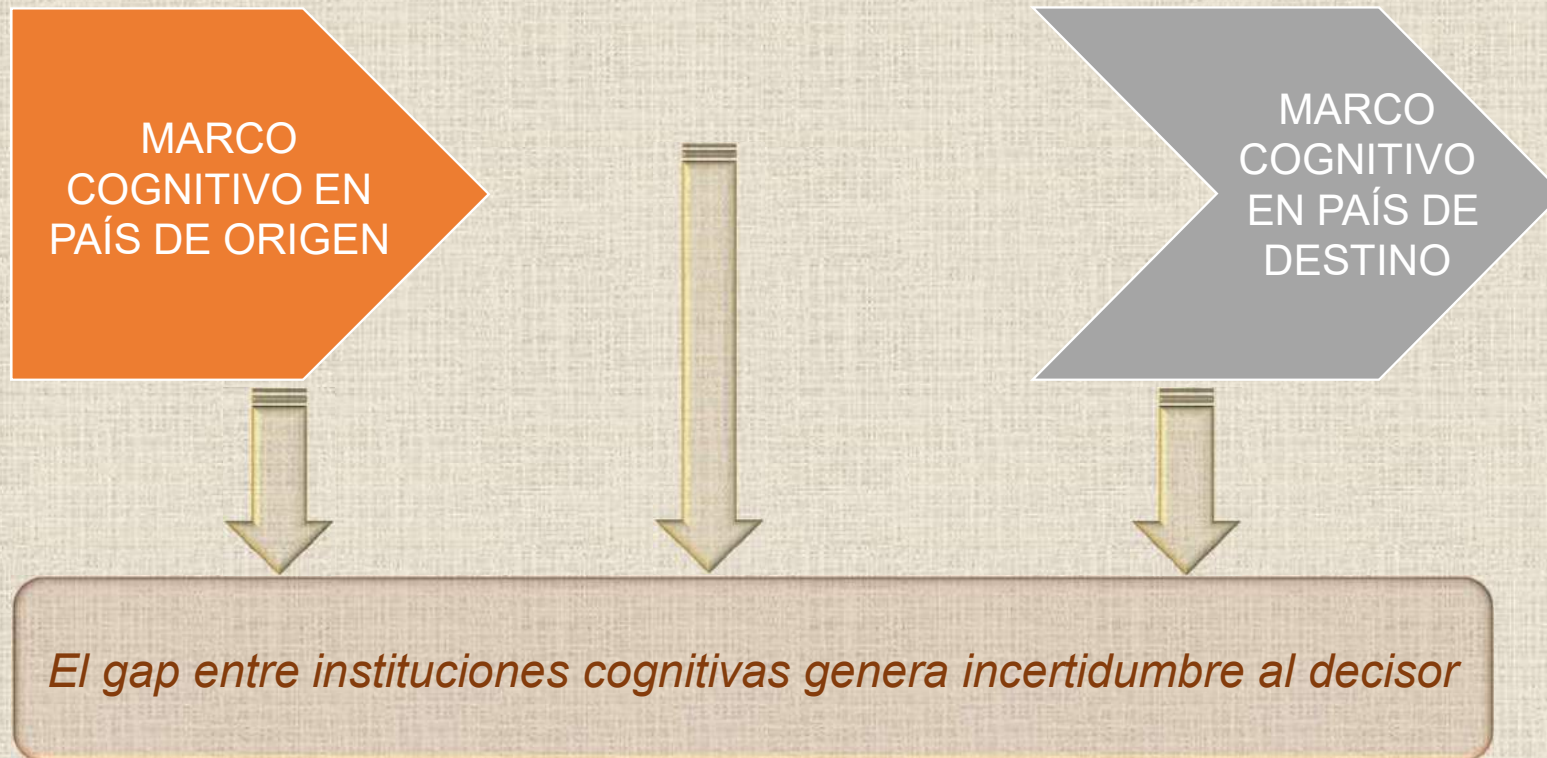 MARCO
COGNITIVO EN
PAÍS DE ORIGEN
MARCO
COGNITIVO
EN PAÍS DE
DESTINO
El gap entre instituciones cognitivas genera incertidumbre al decisor